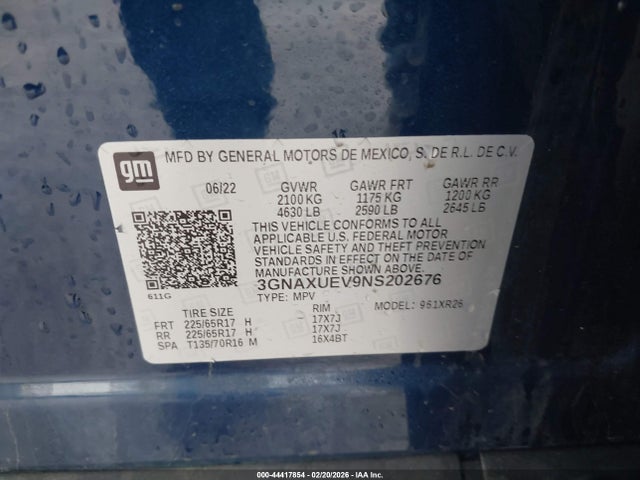 gm
MFD BY GENERAL MOTORS DE MEXICO, S. DE R.L. DE C.V.
06/22 GVWR GAWR FRT GAWR RR
2100 KG 1175 KG 1200 KG
4630 LB 2590 LB 2645 LB
THIS VEHICLE CONFORMS TO ALL
APPLICABLE U.S. FEDERAL MOTOR
VEHICLE SAFETY AND THEFT PREVENTION
STANDARDS IN EFFECT ON THE DATE OF
MANUFACTURE SHOWN ABOVE.
3GNAXUEV9NS202676
611G
TYPE: MPV MODEL: 961XR26
TIRE SIZE RIM
FRT 225/65R17 H 17X7J
RR 225/65R17 H 17X7J
SPA T135/70R16 M 16X4BT
000-44417854 - 02/20/2026 - IAA Inc.